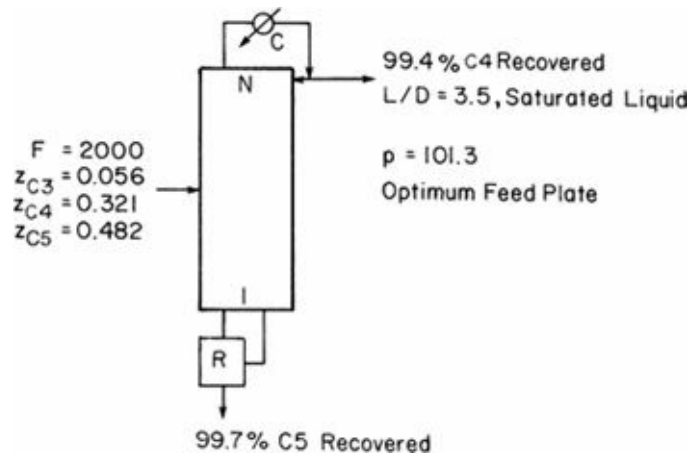 C
N
99.4% C4 Recovered
L/D = 3.5, Saturated Liquid
F = 2000
zC3 = 0.056
zC4 = 0.321
zC5 = 0.482
p = 101.3
Optimum Feed Plate
I
R
99.7% C5 Recovered